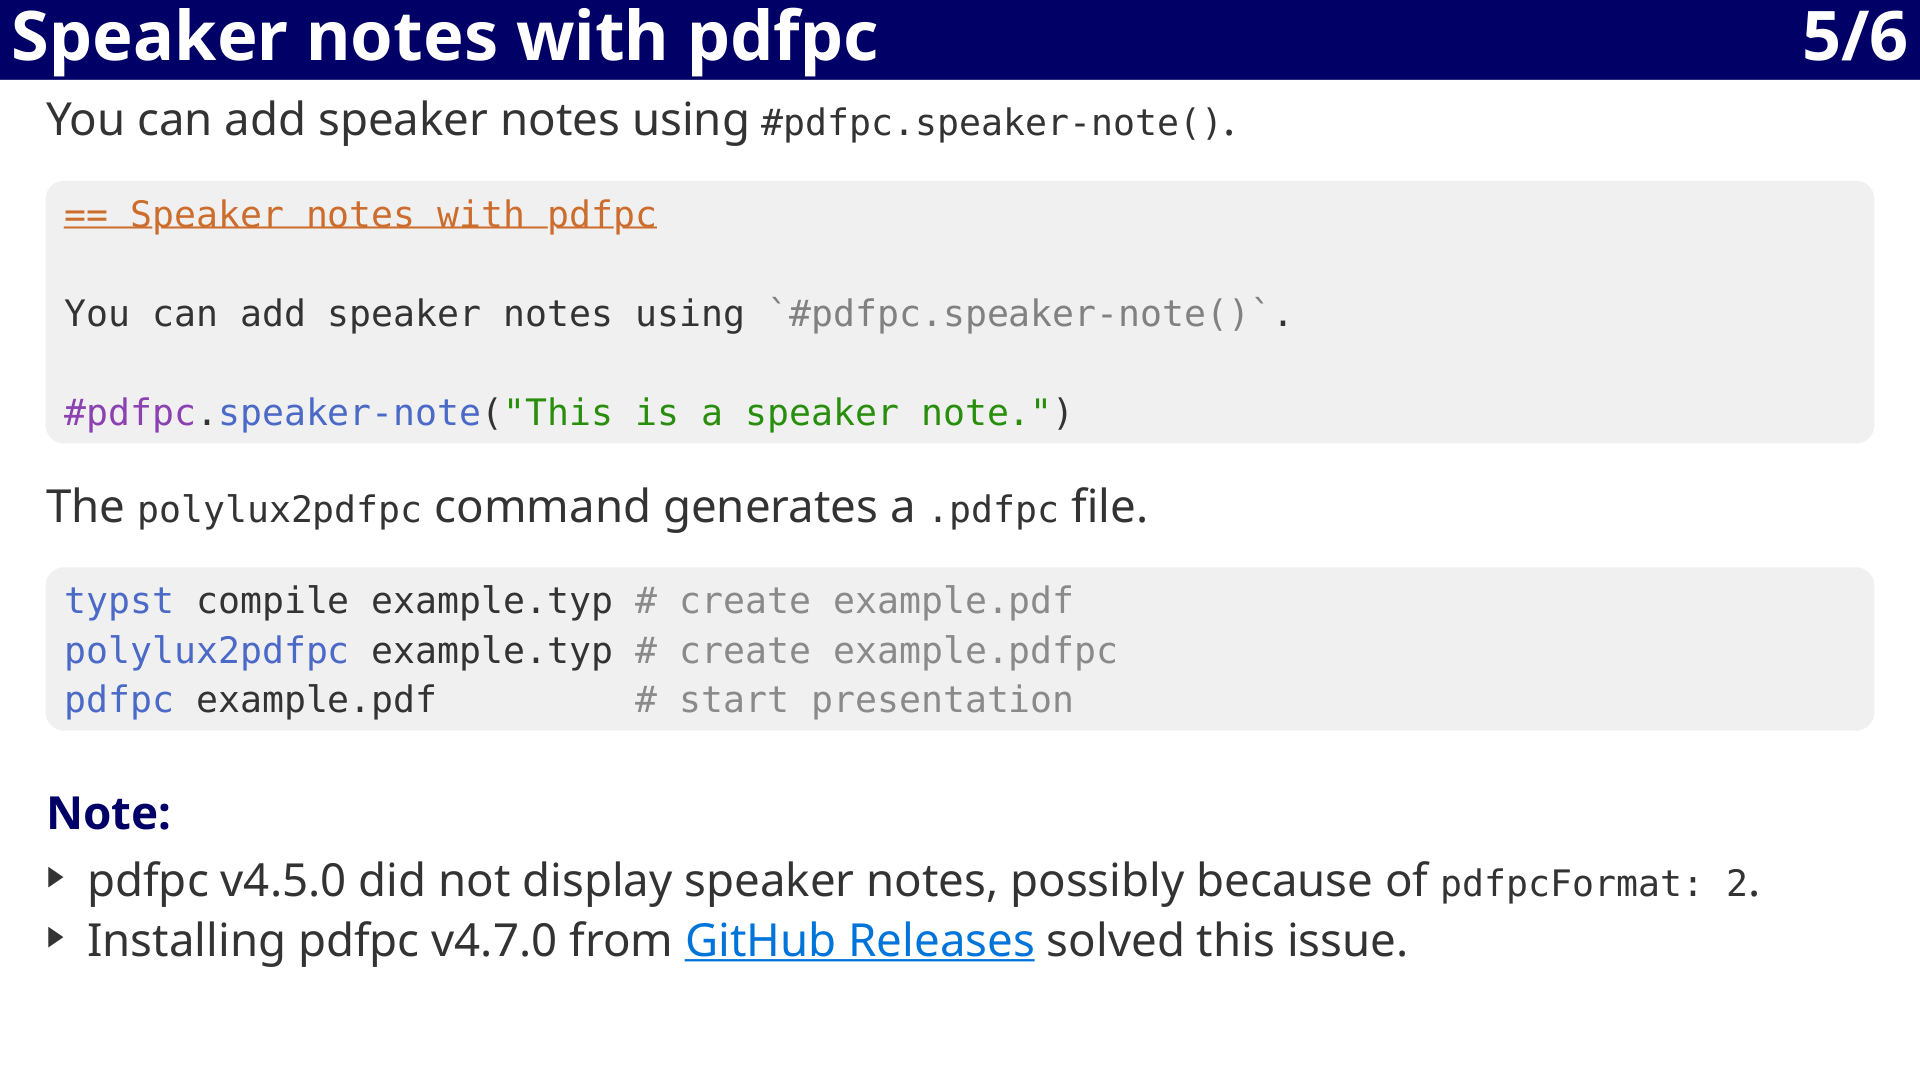 Speaker notes with pdfpc 5/6
You can add speaker notes using #pdfpc.speaker-note().
== Speaker notes with pdfpc
You can add speaker notes using `#pdfpc.speaker-note()`.
#pdfpc.speaker-note("This is a speaker note.")
The polylux2pdfpc command generates a .pdfpc file.
typst compile example.typ # create example.pdf
polylux2pdfpc example.typ # create example.pdfpc
pdfpc example.pdf         # start presentation
Note:
‣ pdfpc v4.5.0 did not display speaker notes, possibly because of pdfpcFormat: 2.
‣ Installing pdfpc v4.7.0 from GitHub Releases solved this issue.